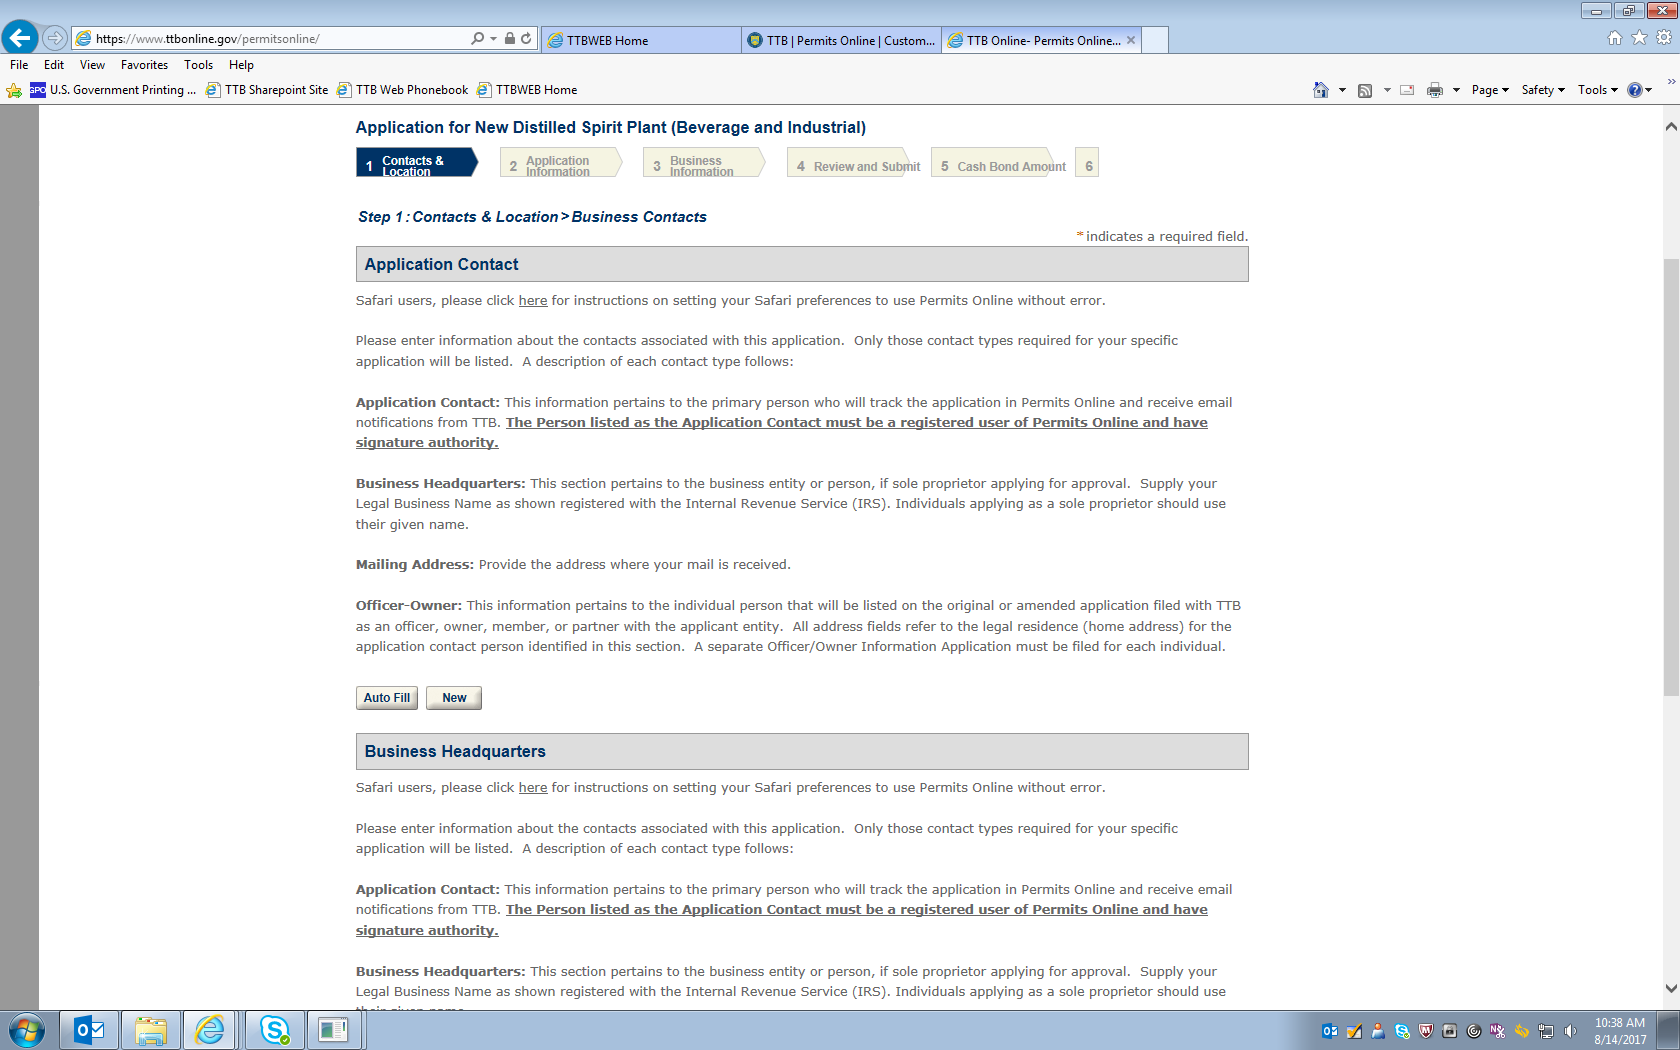 https://www.ttbonline.gov/permitsonline/
TTBWEB Home
TTB | Permits Online | Custom...
TTB Online- Permits Online...
File Edit View Favorites Tools Help
GPO U.S. Government Printing ... TTB Sharepoint Site TTB Web Phonebook TTBWEB Home
Page Safety Tools
Application for New Distilled Spirit Plant (Beverage and Industrial)
1 Contacts & Location
2 Application Information
3 Business Information
4 Review and Submit
5 Cash Bond Amount
6
Step 1: Contacts & Location > Business Contacts
* indicates a required field.
Application Contact
Safari users, please click here for instructions on setting your Safari preferences to use Permits Online without error.
Please enter information about the contacts associated with this application. Only those contact types required for your specific
application will be listed. A description of each contact type follows:
Application Contact: This information pertains to the primary person who will track the application in Permits Online and receive email
notifications from TTB. The Person listed as the Application Contact must be a registered user of Permits Online and have
signature authority.
Business Headquarters: This section pertains to the business entity or person, if sole proprietor applying for approval. Supply your
Legal Business Name as shown registered with the Internal Revenue Service (IRS). Individuals applying as a sole proprietor should use
their given name.
Mailing Address: Provide the address where your mail is received.
Officer-Owner: This information pertains to the individual person that will be listed on the original or amended application filed with TTB
as an officer, owner, member, or partner with the applicant entity. All address fields refer to the legal residence (home address) for the
application contact person identified in this section. A separate Officer/Owner Information Application must be filed for each individual.
Auto Fill New
Business Headquarters
Safari users, please click here for instructions on setting your Safari preferences to use Permits Online without error.
Please enter information about the contacts associated with this application. Only those contact types required for your specific
application will be listed. A description of each contact type follows:
Application Contact: This information pertains to the primary person who will track the application in Permits Online and receive email
notifications from TTB. The Person listed as the Application Contact must be a registered user of Permits Online and have
signature authority.
Business Headquarters: This section pertains to the business entity or person, if sole proprietor applying for approval. Supply your
Legal Business Name as shown registered with the Internal Revenue Service (IRS). Individuals applying as a sole proprietor should use
10:38 AM
8/14/2017